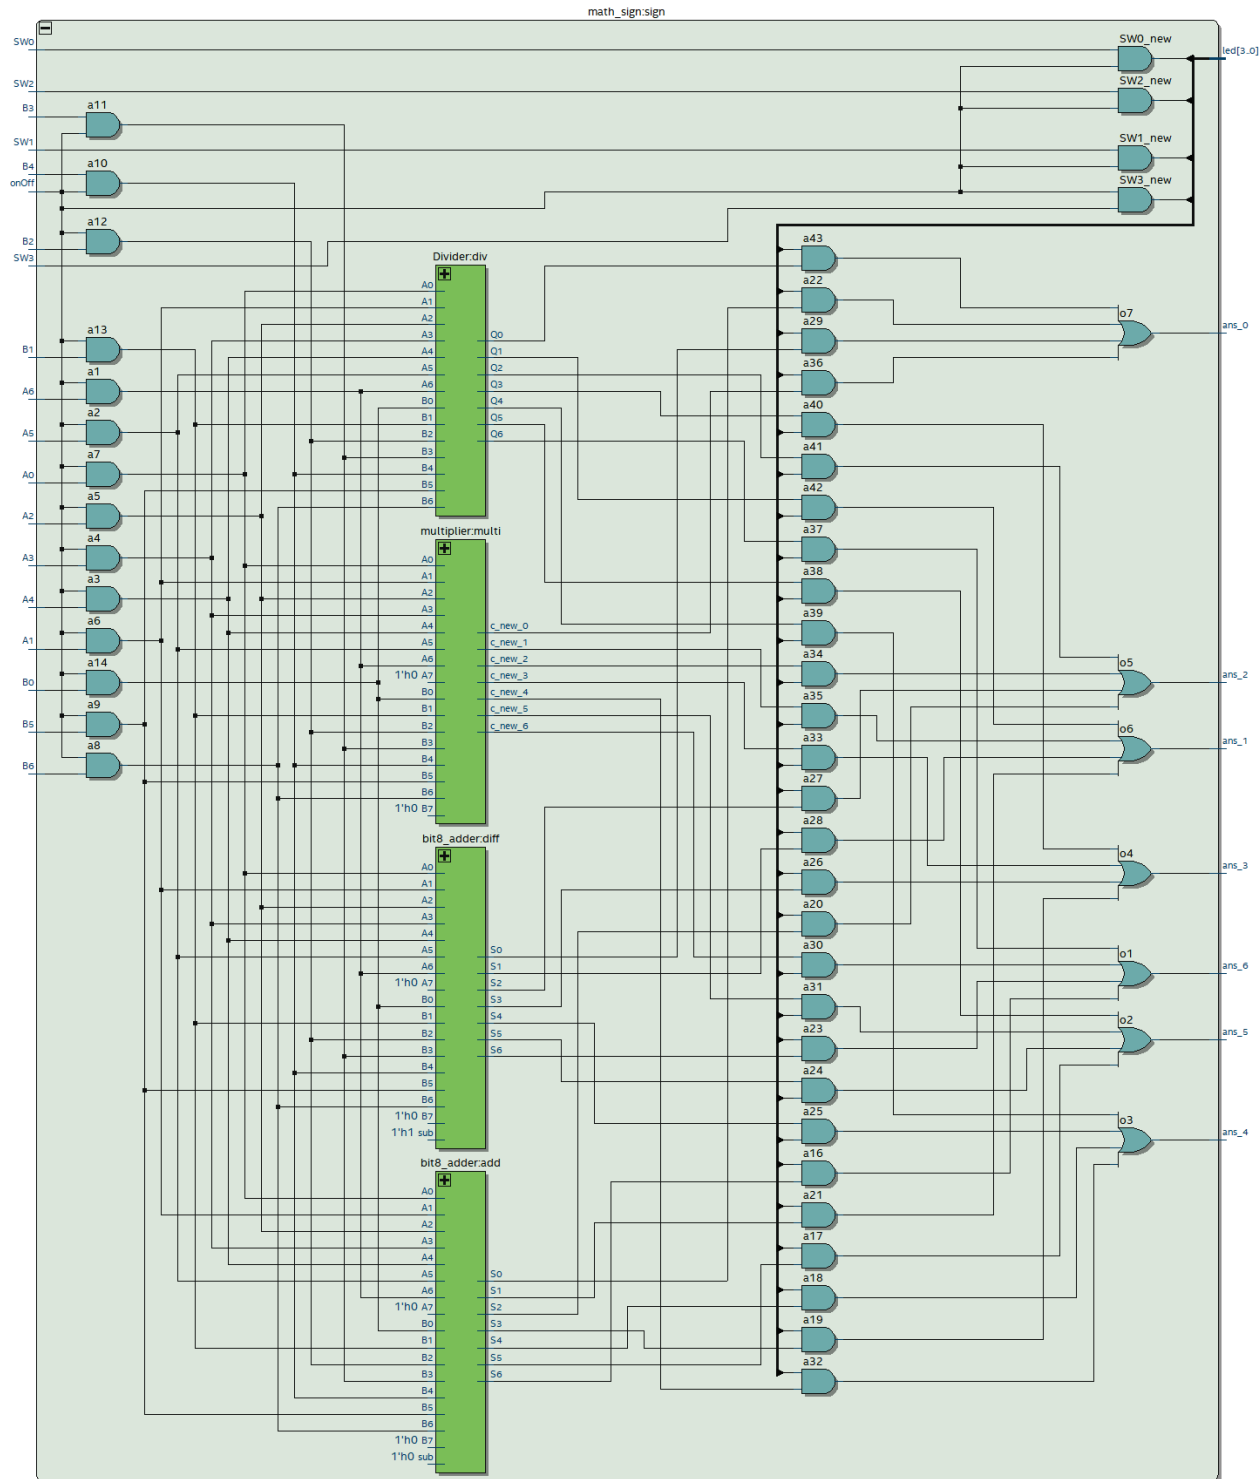 math_sign:sign
SW0
SW2
B3
SW1
B4
onOff
B2
SW3
B1
A6
A5
A0
A2
A3
A4
A1
B0
B5
B6
a11
a10
a12
a13
a1
a2
a7
a5
a4
a3
a6
a14
a9
a8
Divider:div
A0
A1
A2
A3
A4
A5
A6
B0
B1
B2
B3
B4
B5
B6
Q0
Q1
Q2
Q3
Q4
Q5
Q6
multiplier:multi
A0
A1
A2
A3
A4
A5
A6
1'h0 A7
B0
B1
B2
B3
B4
B5
B6
1'h0 B7
c_new_0
c_new_1
c_new_2
c_new_3
c_new_4
c_new_5
c_new_6
bit8_adder:diff
A0
A1
A2
A3
A4
A5
A6
1'h0 A7
B0
B1
B2
B3
B4
B5
B6
1'h0 B7
1'h1 sub
S0
S1
S2
S3
S4
S5
S6
bit8_adder:add
A0
A1
A2
A3
A4
A5
A6
1'h0 A7
B0
B1
B2
B3
B4
B5
B6
1'h0 B7
1'h0 sub
S0
S1
S2
S3
S4
S5
S6
SW0_new
SW2_new
SW1_new
SW3_new
a43
a22
a29
a36
a40
a41
a42
a37
a38
a39
a34
a35
a33
a27
a28
a26
a20
a30
a31
a23
a24
a25
a16
a21
a17
a18
a19
a32
o7
o5
o6
o4
o1
o2
o3
led[3..0]
ans_0
ans_2
ans_1
ans_3
ans_6
ans_5
ans_4